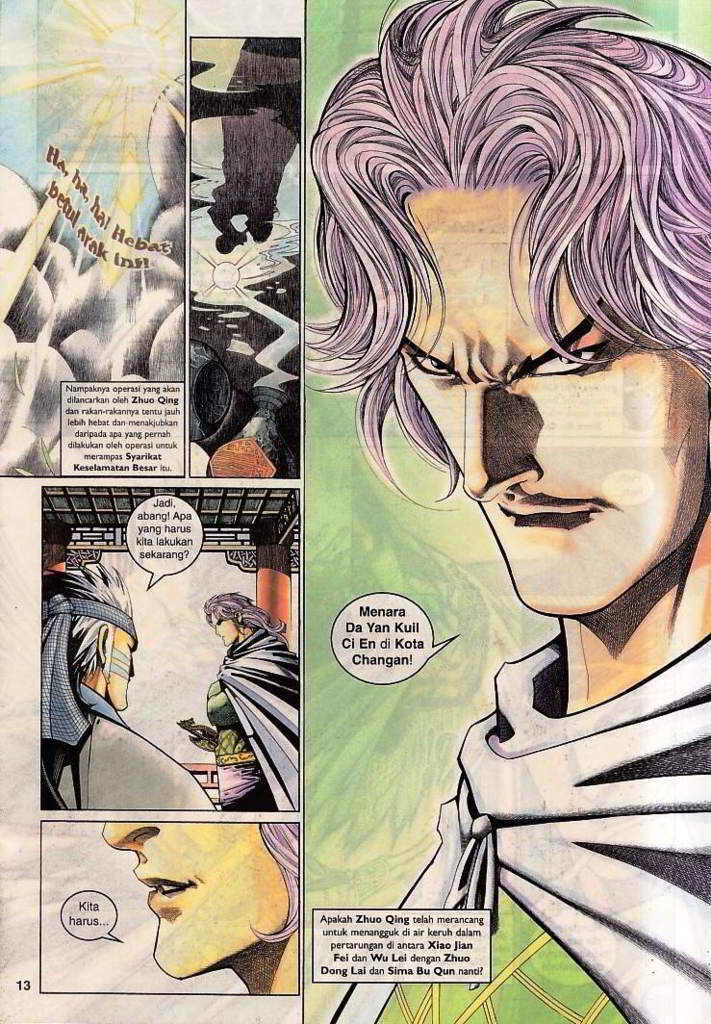 Ha, ha, ha! Hebat
betul arak ini!
Nampaknya operasi yang akan
dilancarkan oleh Zhuo Qing
dan rakan-rakannya tentu jauh
lebih hebat dan menakjubkan
daripada apa yang pernah
dilakukan oleh operasi untuk
merampas Syarikat
Keselamatan Besar itu.
Jadi,
abang! Apa
yang harus
kita lakukan
sekarang?
Kita
harus...
Menara
Da Yan Kuil
Ci En di Kota
Changan!
Apakah Zhuo Qing telah merancang
untuk menangguk di air keruh dalam
pertarungan di antara Xiao Jian
Fei dan Wu Lei dengan Zhuo
Dong Lai dan Sima Bu Qun nanti?
13